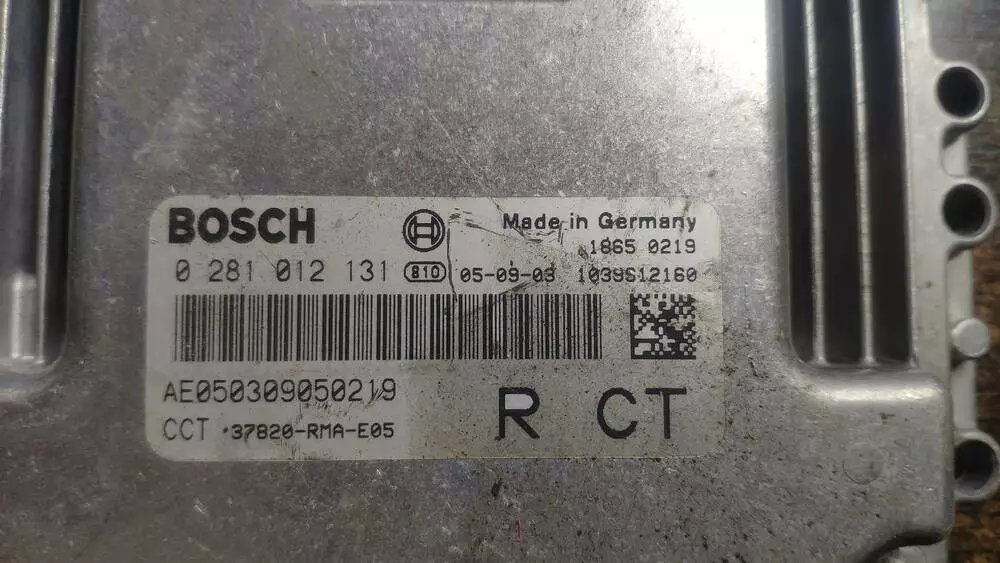 BOSCH
Made in Germany
1865 0219
0 281 012 131 810 05-09-03 1039S12160
AE050309050219
CCT 37820-RMA-E05
R CT